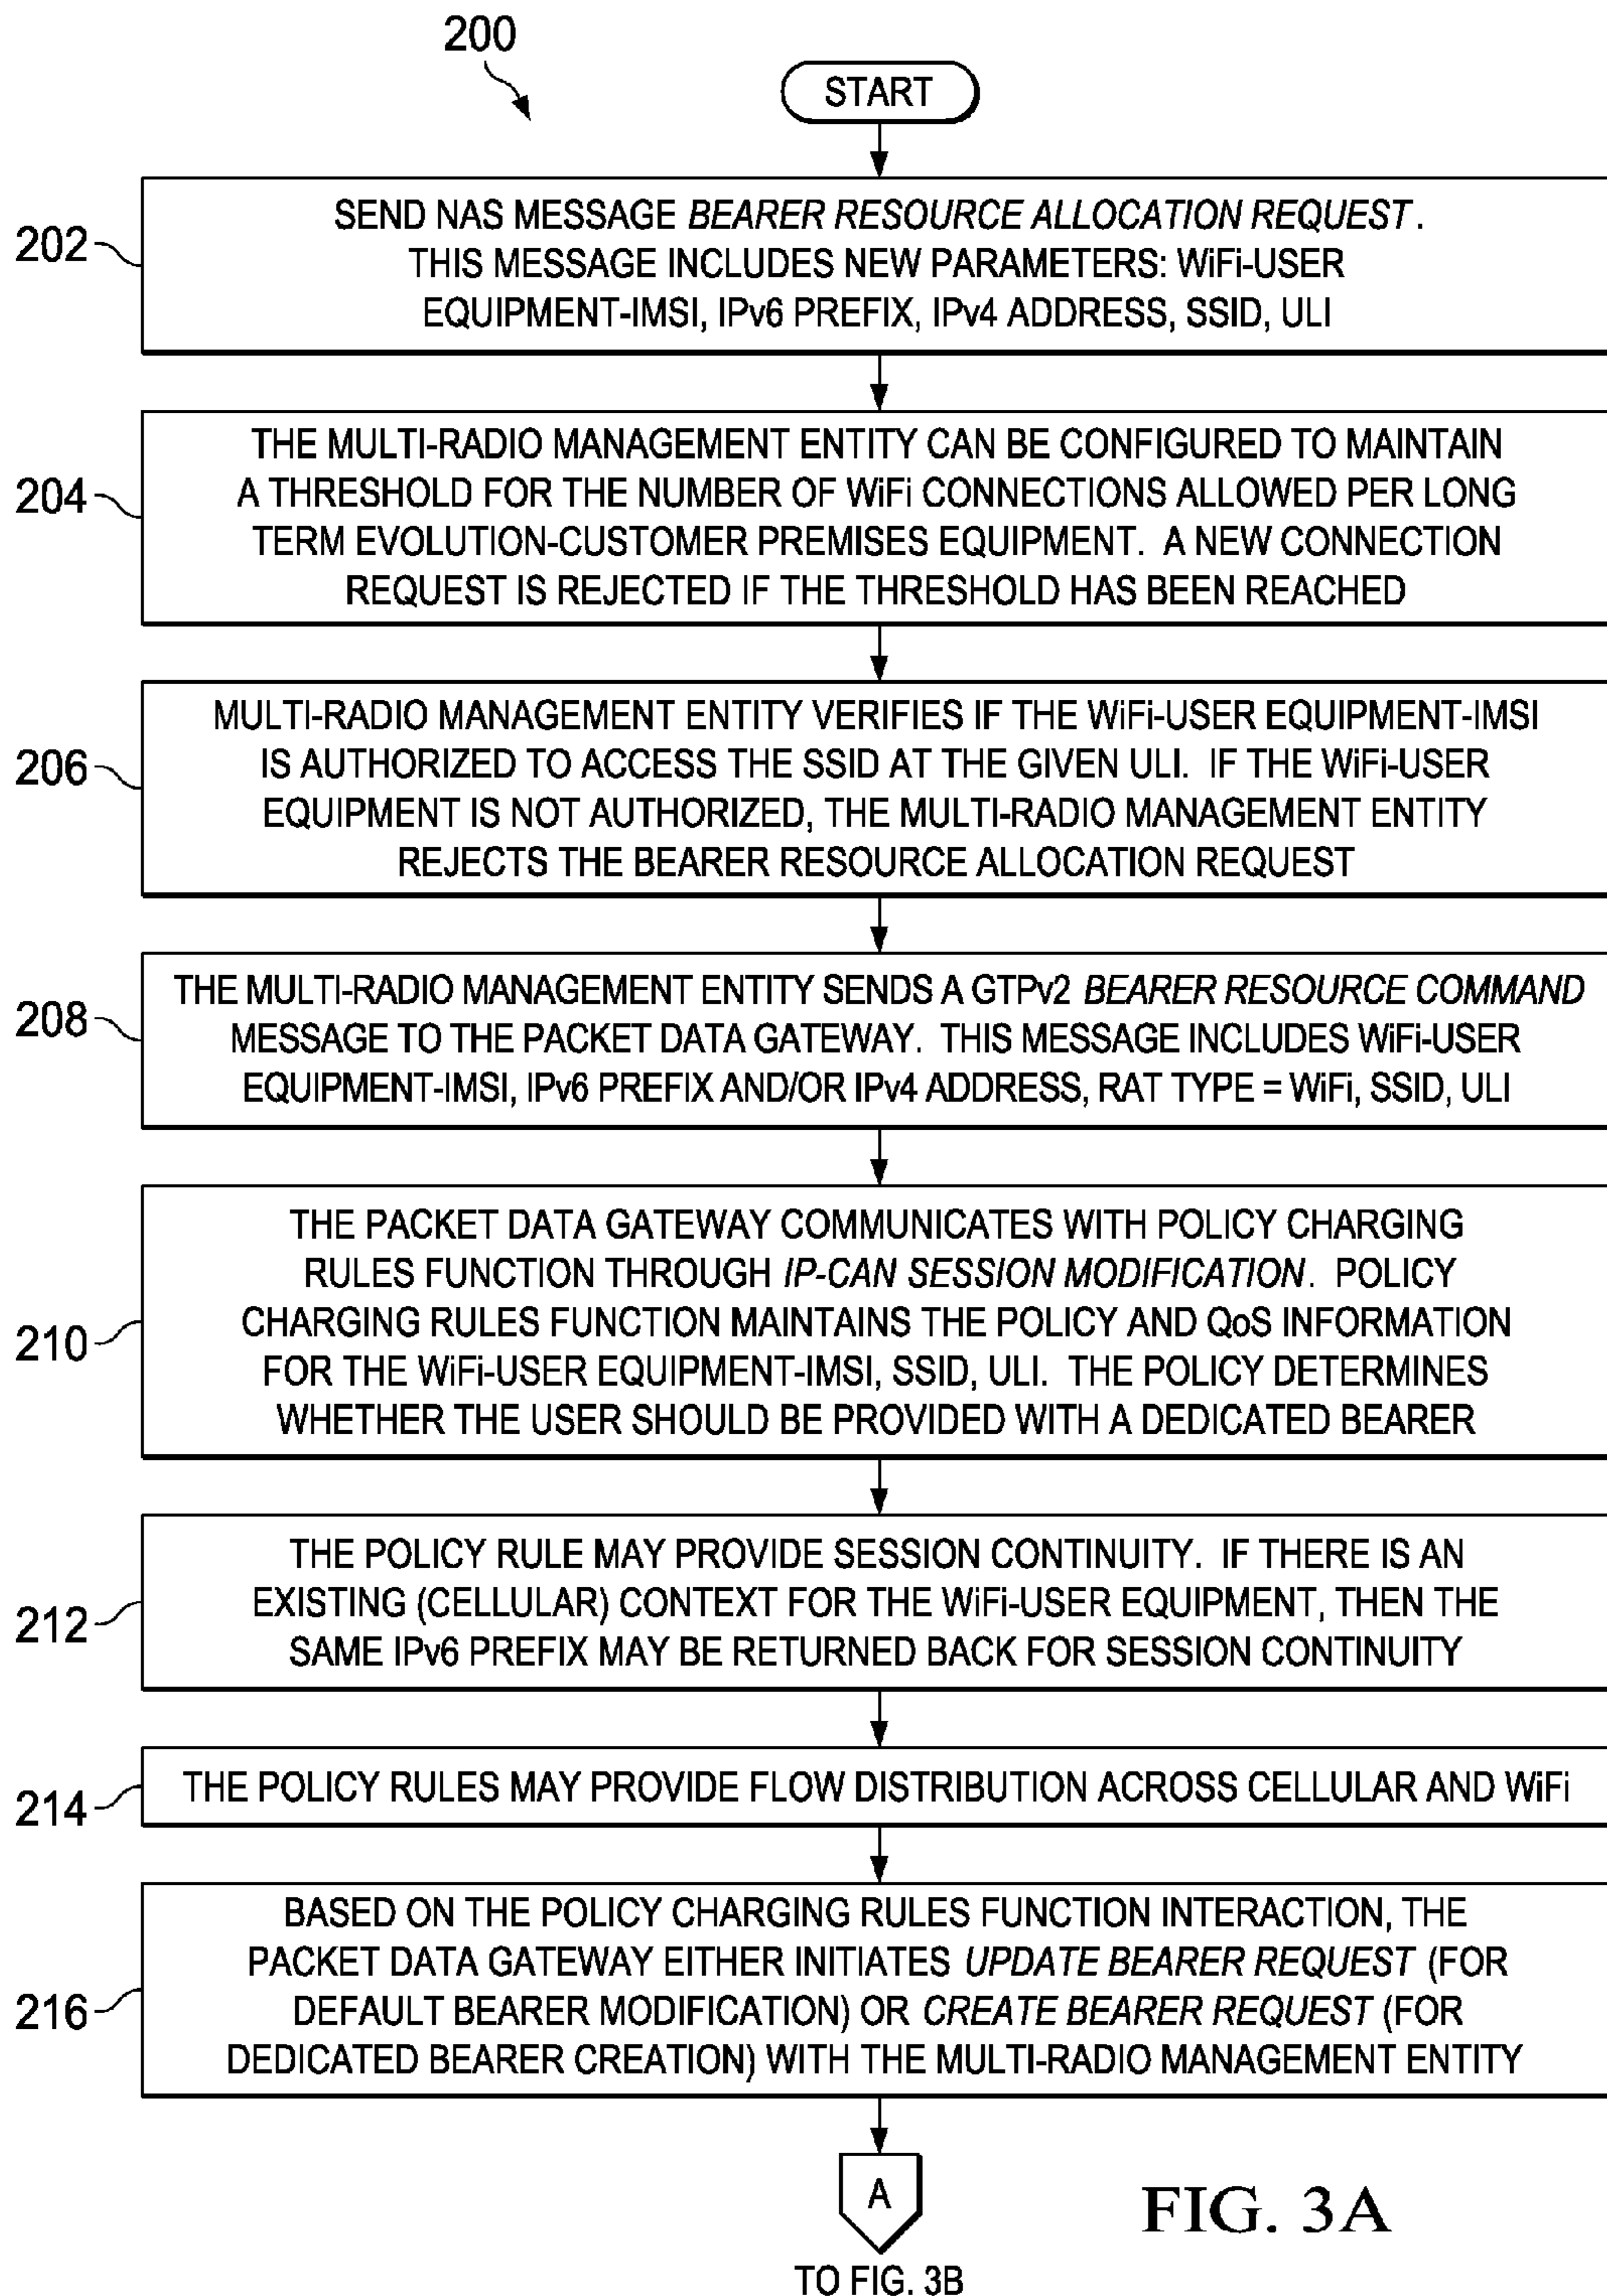 200
START
202
SEND NAS MESSAGE BEARER RESOURCE ALLOCATION REQUEST.
THIS MESSAGE INCLUDES NEW PARAMETERS: WiFi-USER
EQUIPMENT-IMSI, IPv6 PREFIX, IPv4 ADDRESS, SSID, ULI
204
THE MULTI-RADIO MANAGEMENT ENTITY CAN BE CONFIGURED TO MAINTAIN
A THRESHOLD FOR THE NUMBER OF WiFi CONNECTIONS ALLOWED PER LONG
TERM EVOLUTION-CUSTOMER PREMISES EQUIPMENT. A NEW CONNECTION
REQUEST IS REJECTED IF THE THRESHOLD HAS BEEN REACHED
206
MULTI-RADIO MANAGEMENT ENTITY VERIFIES IF THE WiFi-USER EQUIPMENT-IMSI
IS AUTHORIZED TO ACCESS THE SSID AT THE GIVEN ULI. IF THE WiFi-USER
EQUIPMENT IS NOT AUTHORIZED, THE MULTI-RADIO MANAGEMENT ENTITY
REJECTS THE BEARER RESOURCE ALLOCATION REQUEST
208
THE MULTI-RADIO MANAGEMENT ENTITY SENDS A GTPv2 BEARER RESOURCE COMMAND
MESSAGE TO THE PACKET DATA GATEWAY. THIS MESSAGE INCLUDES WiFi-USER
EQUIPMENT-IMSI, IPv6 PREFIX AND/OR IPv4 ADDRESS, RAT TYPE = WiFi, SSID, ULI
210
THE PACKET DATA GATEWAY COMMUNICATES WITH POLICY CHARGING
RULES FUNCTION THROUGH IP-CAN SESSION MODIFICATION. POLICY
CHARGING RULES FUNCTION MAINTAINS THE POLICY AND QoS INFORMATION
FOR THE WiFi-USER EQUIPMENT-IMSI, SSID, ULI. THE POLICY DETERMINES
WHETHER THE USER SHOULD BE PROVIDED WITH A DEDICATED BEARER
212
THE POLICY RULE MAY PROVIDE SESSION CONTINUITY. IF THERE IS AN
EXISTING (CELLULAR) CONTEXT FOR THE WiFi-USER EQUIPMENT, THEN THE
SAME IPv6 PREFIX MAY BE RETURNED BACK FOR SESSION CONTINUITY
214
THE POLICY RULES MAY PROVIDE FLOW DISTRIBUTION ACROSS CELLULAR AND WiFi
216
BASED ON THE POLICY CHARGING RULES FUNCTION INTERACTION, THE
PACKET DATA GATEWAY EITHER INITIATES UPDATE BEARER REQUEST (FOR
DEFAULT BEARER MODIFICATION) OR CREATE BEARER REQUEST (FOR
DEDICATED BEARER CREATION) WITH THE MULTI-RADIO MANAGEMENT ENTITY
A
FIG. 3A
TO FIG. 3B